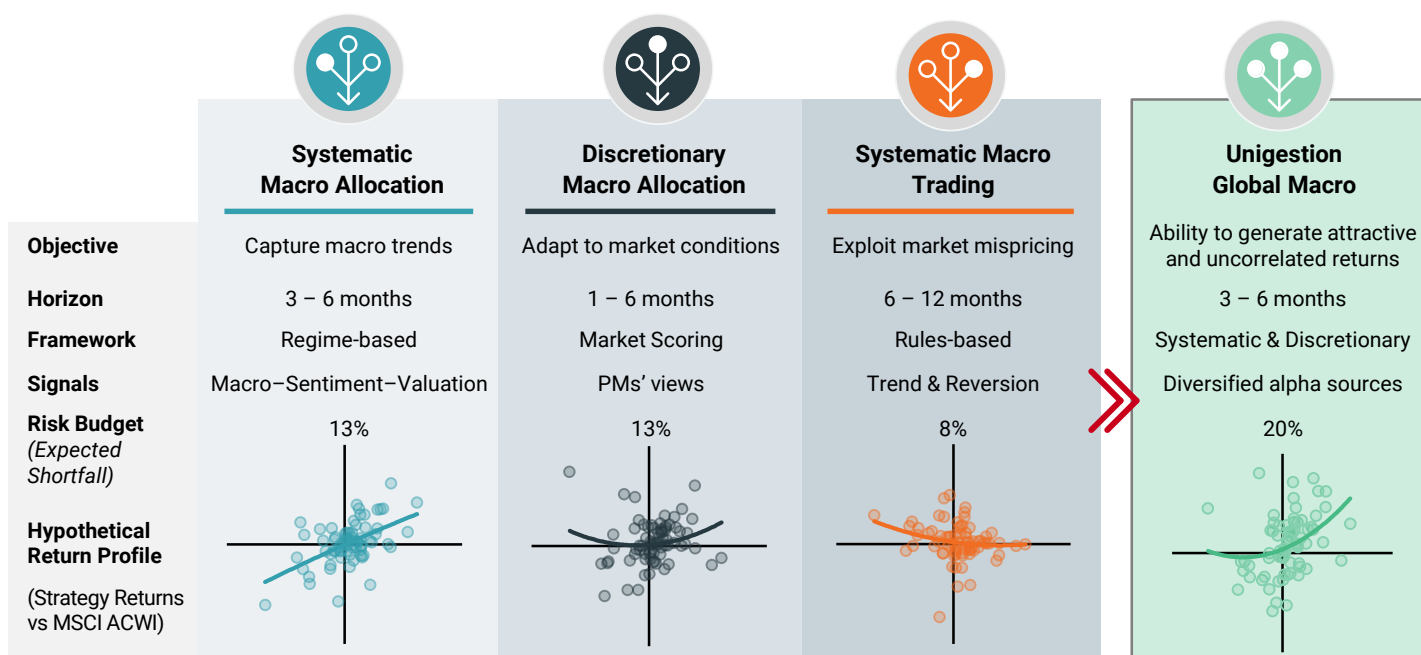 Systematic
Macro Allocation
Discretionary
Macro Allocation
Systematic Macro
Trading
Unigestion
Global Macro
Objective
Capture macro trends
Adapt to market conditions
Exploit market mispricing
Ability to generate attractive
and uncorrelated returns
Horizon
3 – 6 months
1 – 6 months
6 – 12 months
3 – 6 months
Framework
Regime-based
Market Scoring
Rules-based
Systematic & Discretionary
Signals
Macro–Sentiment–Valuation
PMs’ views
Trend & Reversion
Diversified alpha sources
Risk Budget
(Expected
Shortfall)
13%
13%
8%
20%
Hypothetical
Return Profile
(Strategy Returns
vs MSCI ACWI)